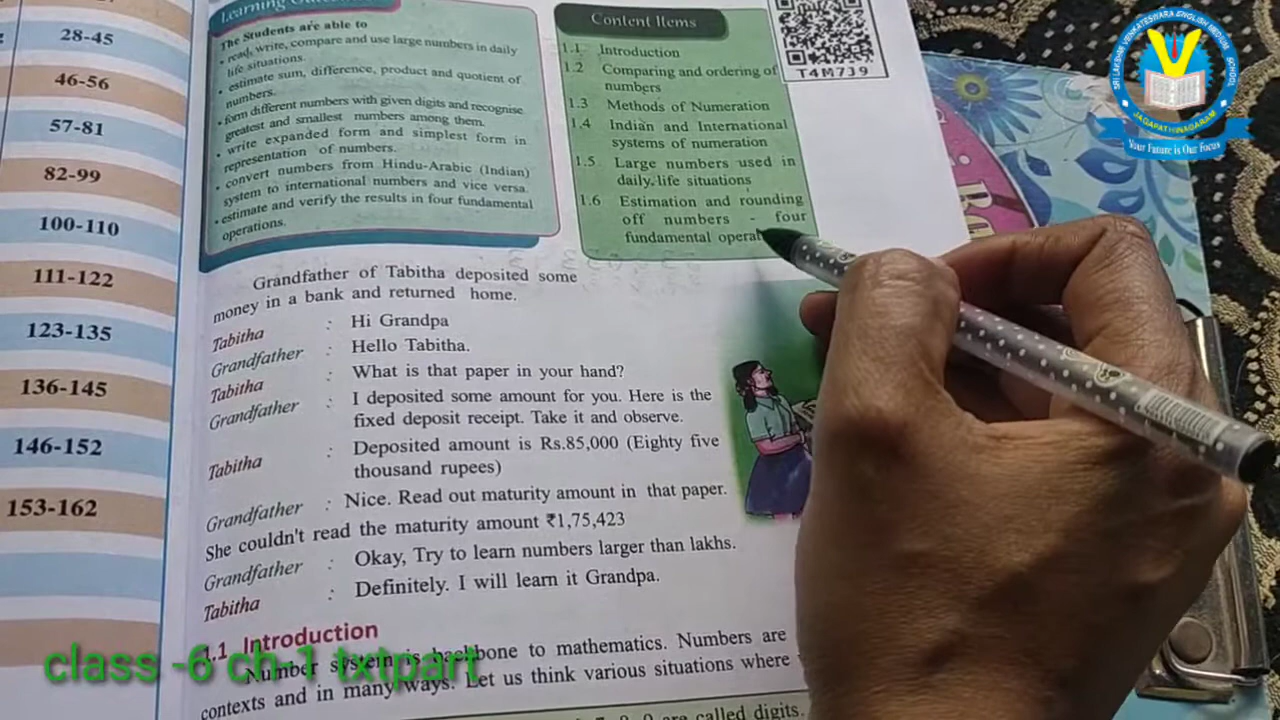 28-45
46-56
57-81
82-99
100-110
111-122
123-135
136-145
146-152
153-162
Learning
The Students are able to
• read, write, compare and use large numbers in daily
life situations.
• estimate sum, difference, product and quotient of
numbers.
• form different numbers with given digits and recognise
greatest and smallest numbers among them.
• write expanded form and simplest form in
representation of numbers.
• convert numbers from Hindu-Arabic (Indian)
system to international numbers and vice versa.
• estimate and verify the results in four fundamental
operations.
Content Items
1.1 Introduction
1.2 Comparing and ordering of
numbers
1.3 Methods of Numeration
1.4 Indian and International
systems of numeration
1.5 Large numbers used in
daily life situations
1.6 Estimation and rounding
off numbers - four
fundamental
T4M7J9
SRI LAKSHMI VENKATESWARA ENGLISH MEDIUM SCHOOL
V
JAGAPATHINAGARAM
Your Future is Our Focus
Grandfather of Tabitha deposited some
money in a bank and returned home.
Tabitha : Hi Grandpa
Grandfather : Hello Tabitha.
Tabitha : What is that paper in your hand?
Grandfather : I deposited some amount for you. Here is the
fixed deposit receipt. Take it and observe.
Tabitha : Deposited amount is Rs.85,000 (Eighty five
thousand rupees)
Grandfather : Nice. Read out maturity amount in that paper.
She couldn't read the maturity amount ₹1,75,423
Grandfather : Okay, Try to learn numbers larger than lakhs.
Tabitha : Definitely. I will learn it Grandpa.
1.1 Introduction
Number system is backbone to mathematics. Numbers are
contexts and in many ways. Let us think various situations where
are called digits.
class -6 ch-1 txtpart